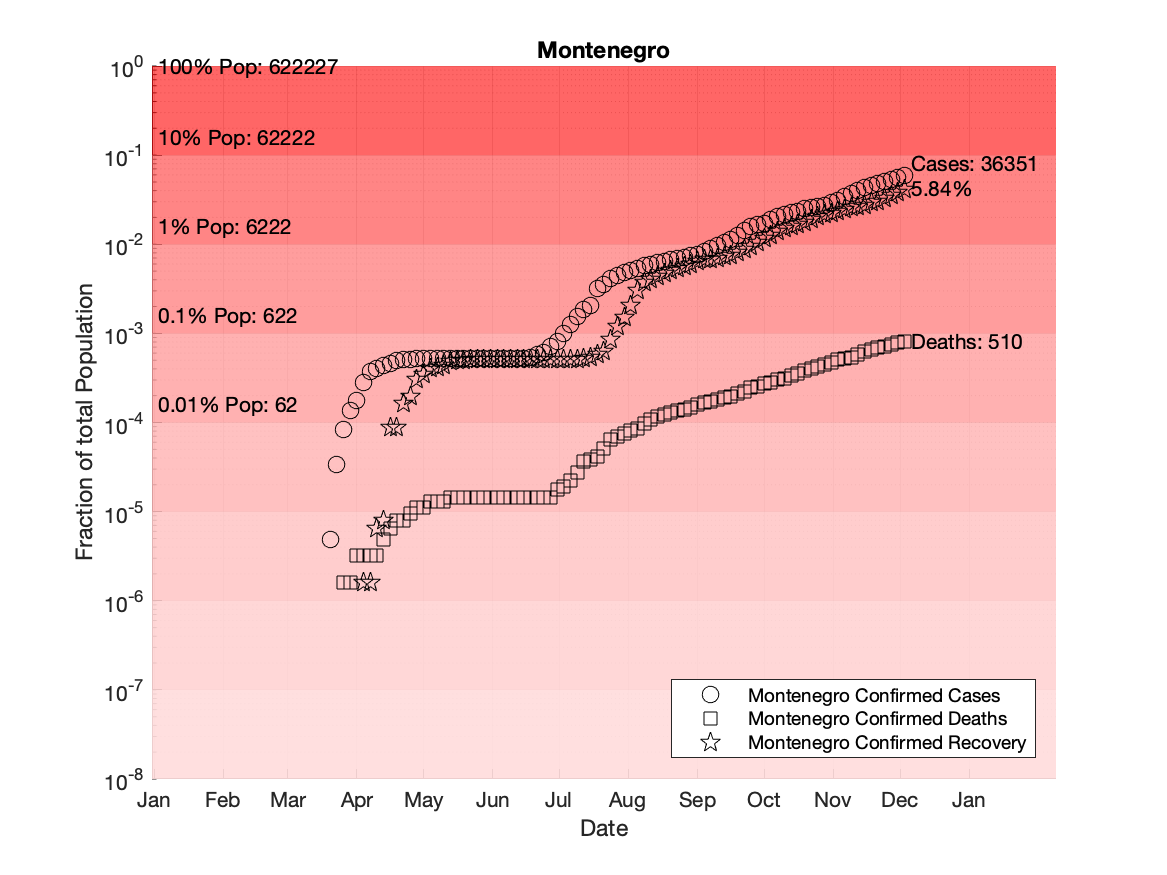 Montenegro
10^0
10^-1
10^-2
10^-3
10^-4
10^-5
10^-6
10^-7
10^-8
Fraction of total Population
100% Pop: 622227
10% Pop: 62222
1% Pop: 6222
0.1% Pop: 622
0.01% Pop: 62
Cases: 36351
5.84%
Deaths: 510
Montenegro Confirmed Cases
Montenegro Confirmed Deaths
Montenegro Confirmed Recovery
Jan Feb Mar Apr May Jun Jul Aug Sep Oct Nov Dec Jan
Date